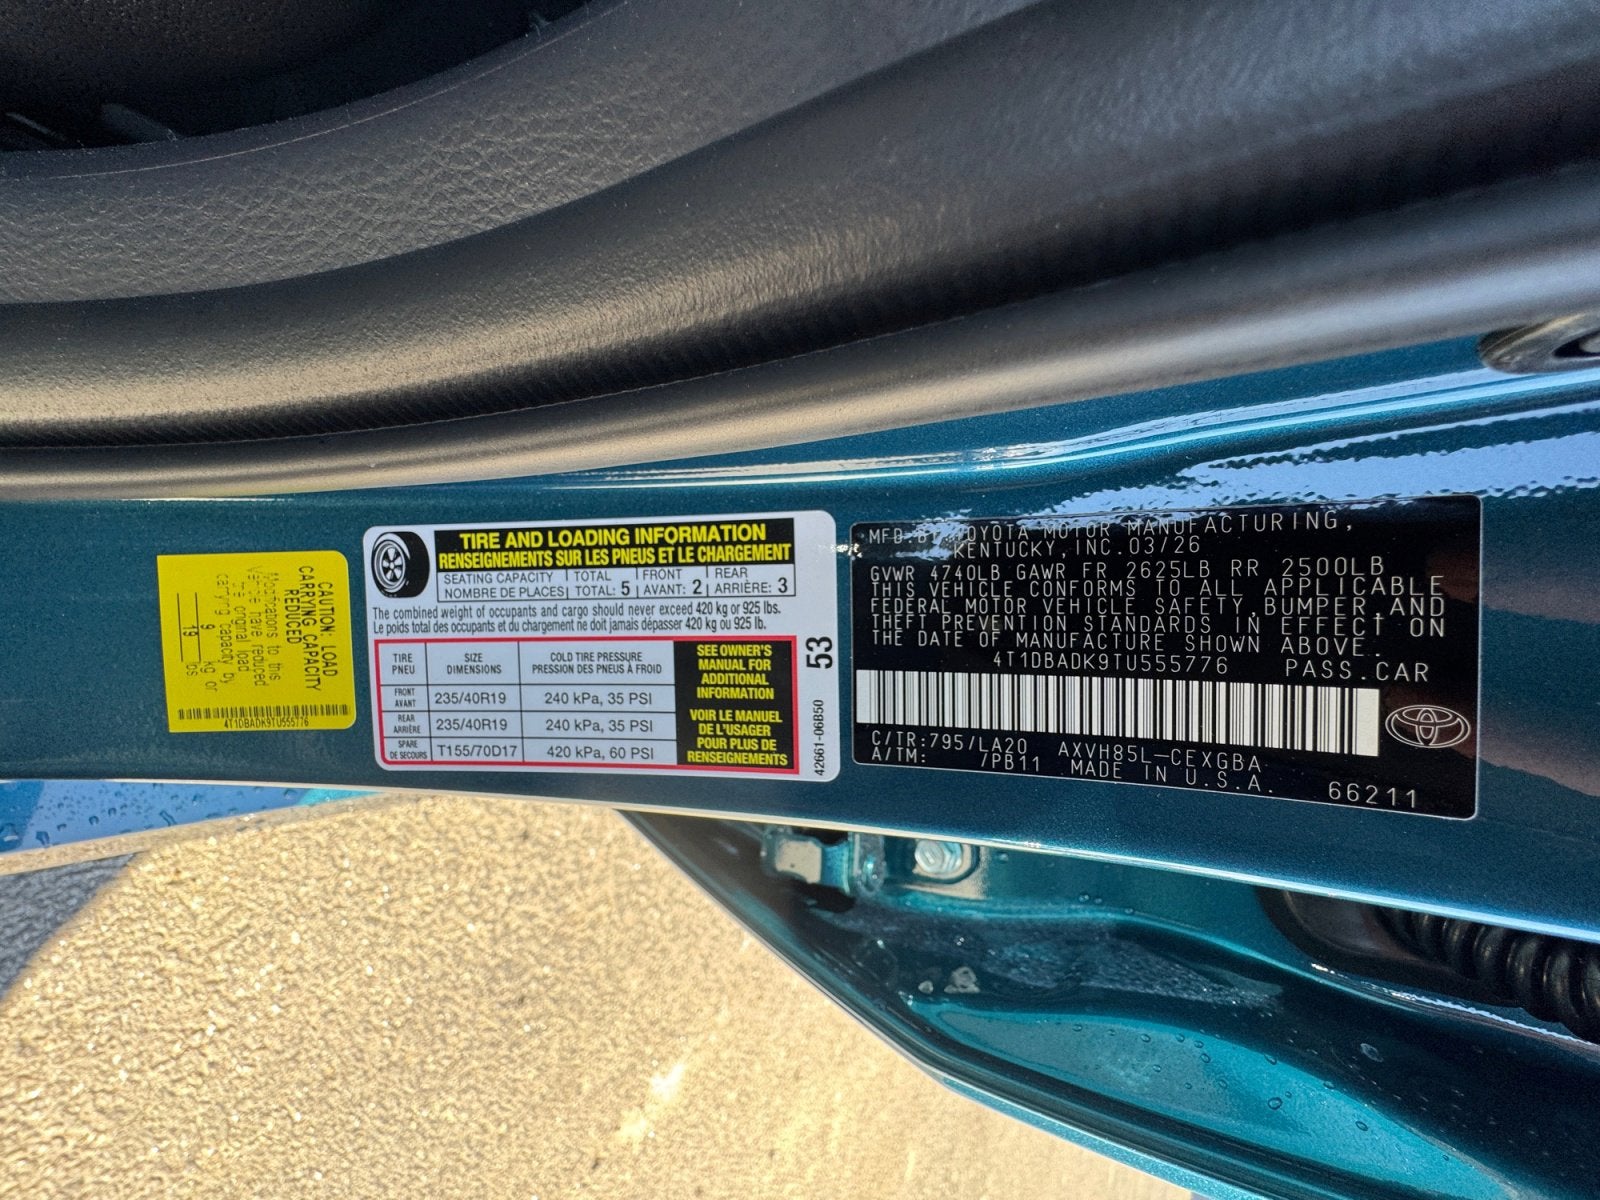 CAUTION: LOAD
CARRYING CAPACITY
REDUCED
Modifications to this
vehicle have reduced
the original load
carrying capacity by
9 kg or
19 lbs
4T1DBADK9TU555776
TIRE AND LOADING INFORMATION
RENSEIGNEMENTS SUR LES PNEUS ET LE CHARGEMENT
SEATING CAPACITY TOTAL FRONT REAR
NOMBRE DE PLACES TOTAL: 5 AVANT: 2 ARRIÈRE: 3
The combined weight of occupants and cargo should never exceed 420 kg or 925 lbs.
Le poids total des occupants et du chargement ne doit jamais dépasser 420 kg ou 925 lb.
TIRE SIZE COLD TIRE PRESSURE
PNEU DIMENSIONS PRESSION DES PNEUS À FROID
FRONT
AVANT
235/40R19 240 kPa, 35 PSI
REAR
ARRIÈRE
235/40R19 240 kPa, 35 PSI
SPARE
DE SECOURS
T155/70D17 420 kPa, 60 PSI
SEE OWNER'S
MANUAL FOR
ADDITIONAL
INFORMATION
VOIR LE MANUEL
DE L'USAGER
POUR PLUS DE
RENSEIGNEMENTS
53
42661-06B50
MFD.BY TOYOTA MOTOR MANUFACTURING,
KENTUCKY, INC. 03/26
GVWR 4740LB GAWR FR 2625LB RR 2500LB
THIS VEHICLE CONFORMS TO ALL APPLICABLE
FEDERAL MOTOR VEHICLE SAFETY, BUMPER, AND
THEFT PREVENTION STANDARDS IN EFFECT ON
THE DATE OF MANUFACTURE SHOWN ABOVE.
4T1DBADK9TU555776 PASS.CAR
C/TR:795/LA20 AXVH85L-CEXGBA
A/TM: /PB11 MADE IN U.S.A.
66211